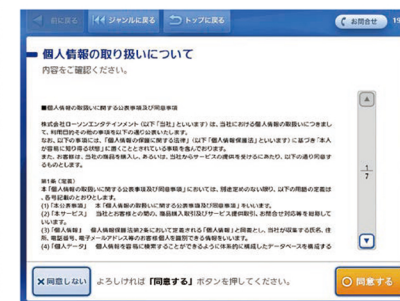 前に戻る ジャンルに戻る トップに戻る お問合せ 19
個人情報の取り扱いについて
内容をご確認ください。
■個人情報の取扱いに関する公表事項及び同意事項
株式会社ローソンエンタテインメント（以下「当社」といいます）は、当社における個人情報の取扱いにつきまし
て、利用目的その他の事項を以下の通り公表いたします。
なお、以下の事項には、「個人情報の保護に関する法律」（以下「個人情報保護法」といいます）に基づき「本人
が容易に知り得る状態」に置くこととされている事項を含んでおります。
また、お客様は、当社の商品を購入し、あるいは、当社からサービスの提供を受けるにあたり、以下の通り同意す
るものとします。
第1条（定義）
本「個人情報の取扱いに関する公表事項及び同意事項」においては、別途定めのない限り、以下の用語の定義は
、各号記載のとおりとします。
(1)「本公表事項」 本「個人情報の取扱いに関する公表事項及び同意事項」をいいます。
(2)「本サービス」 当社とお客様との間の、商品購入取引及びサービス提供取引、お問合せ対応等を総称して
いいます。
(3)「個人情報」 個人情報保護法第2条において定義される「個人情報」と同義とし、当社が収集する氏名、住
所、電話番号、電子メールアドレス等のお客様個人を識別できる情報をいいます。
(4)「個人データ」 個人情報を容易に検索することができるように体系的に構成したデータベースを構成する
1
7
×同意しない よろしければ「同意する」ボタンを押してください。 ○ 同意する